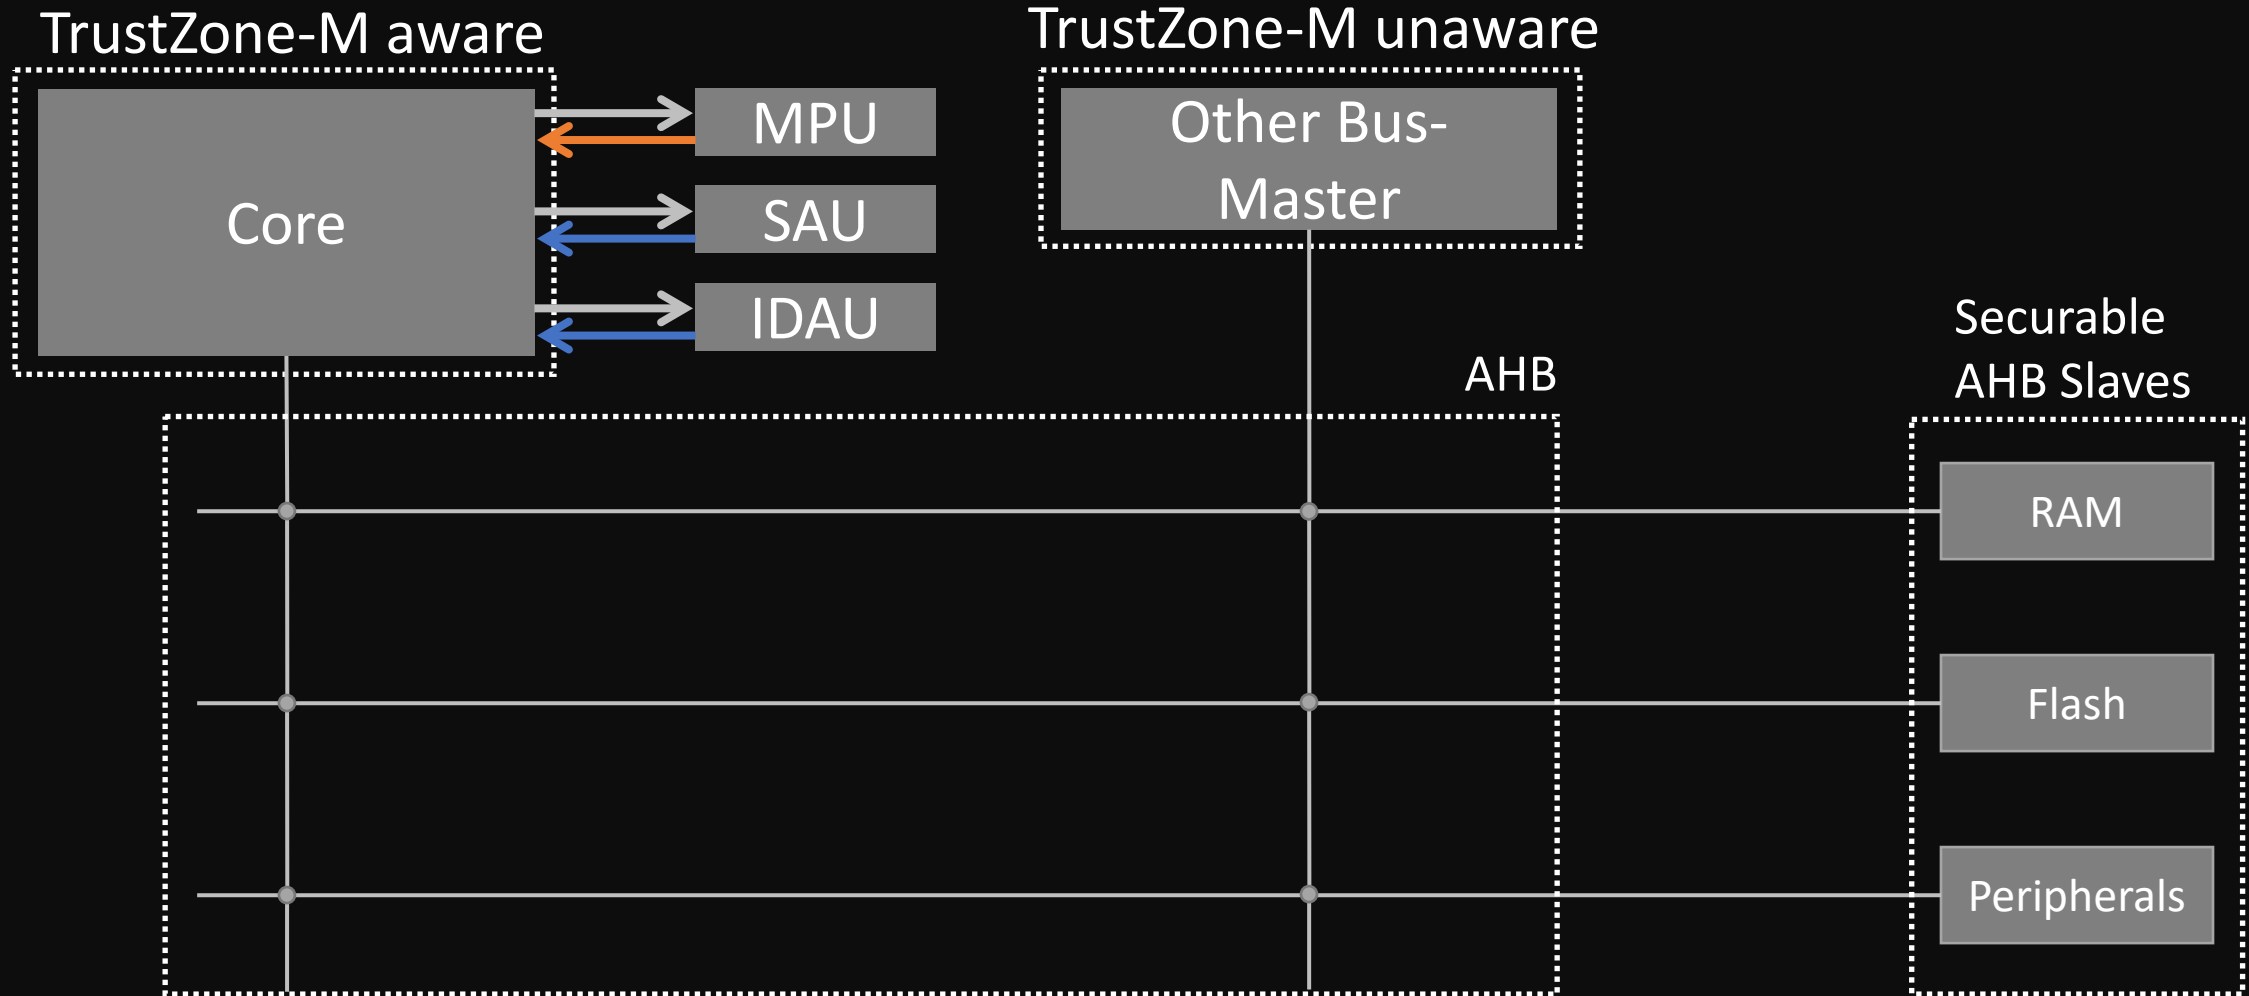 TrustZone-M aware
TrustZone-M unaware
Core
MPU
SAU
IDAU
Other Bus-
Master
AHB
Securable
AHB Slaves
RAM
Flash
Peripherals